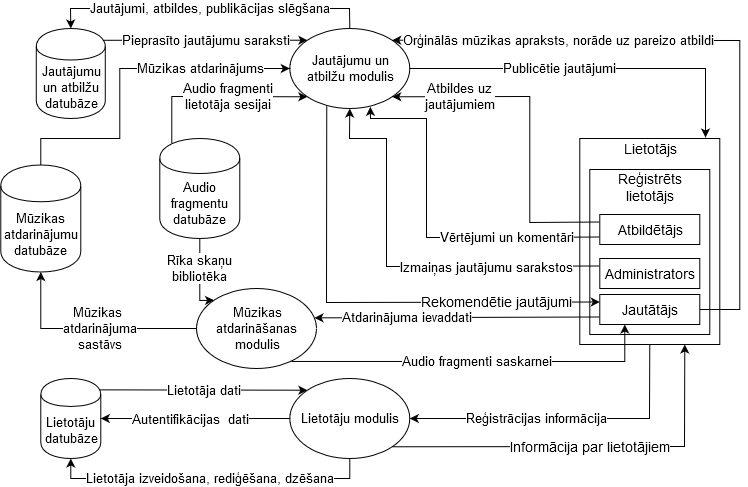 Jautājumi, atbildes, publikācijas slēgšana
Pieprasīto jautājumu saraksti
Jautājumu un
atbilžu modulis
Orģinālās mūzikas apraksts, norāde uz pareizo atbildi
Jautājumu
un atbilžu
datubāze
Mūzikas atdarinājums
Publicētie jautājumi
Audio fragmenti
lietotāja sesijai
Atbildes uz
jautājumiem
Lietotājs
Reģistrēts
lietotājs
Audio
fragmentu
datubāze
Mūzikas
atdarinājumu
datubāze
Atbildētājs
Vērtējumi un komentāri
Rīka skaņu
bibliotēka
Izmaiņas jautājumu sarakstos
Administrators
Rekomendētie jautājumi
Jautātājs
Mūzikas
atdarinājuma
sastāvs
Mūzikas
atdarināšanas
modulis
Atdarinājuma ievaddati
Audio fragmenti saskarnei
Lietotāja dati
Lietotāju
datubāze
Autentifikācijas dati
Lietotāju modulis
Reģistrācijas informācija
Informācija par lietotājiem
Lietotāja izveidošana, rediģēšana, dzēšana